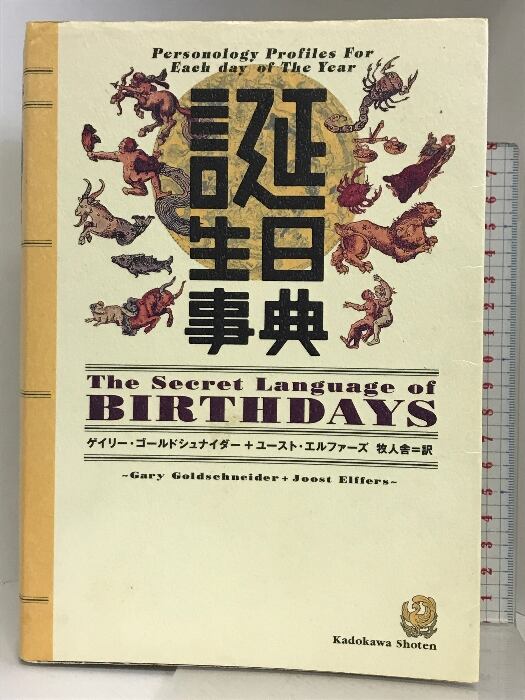 Personology Profiles For
Each day of The Year
誕生日
事典
The Secret Language of
BIRTHDAYS
ゲイリー・ゴールドシュナイダー+ユースト・エルファーズ 牧人舎=訳
~Gary Goldschneider+Joost Elffers~
Kadokawa Shoten